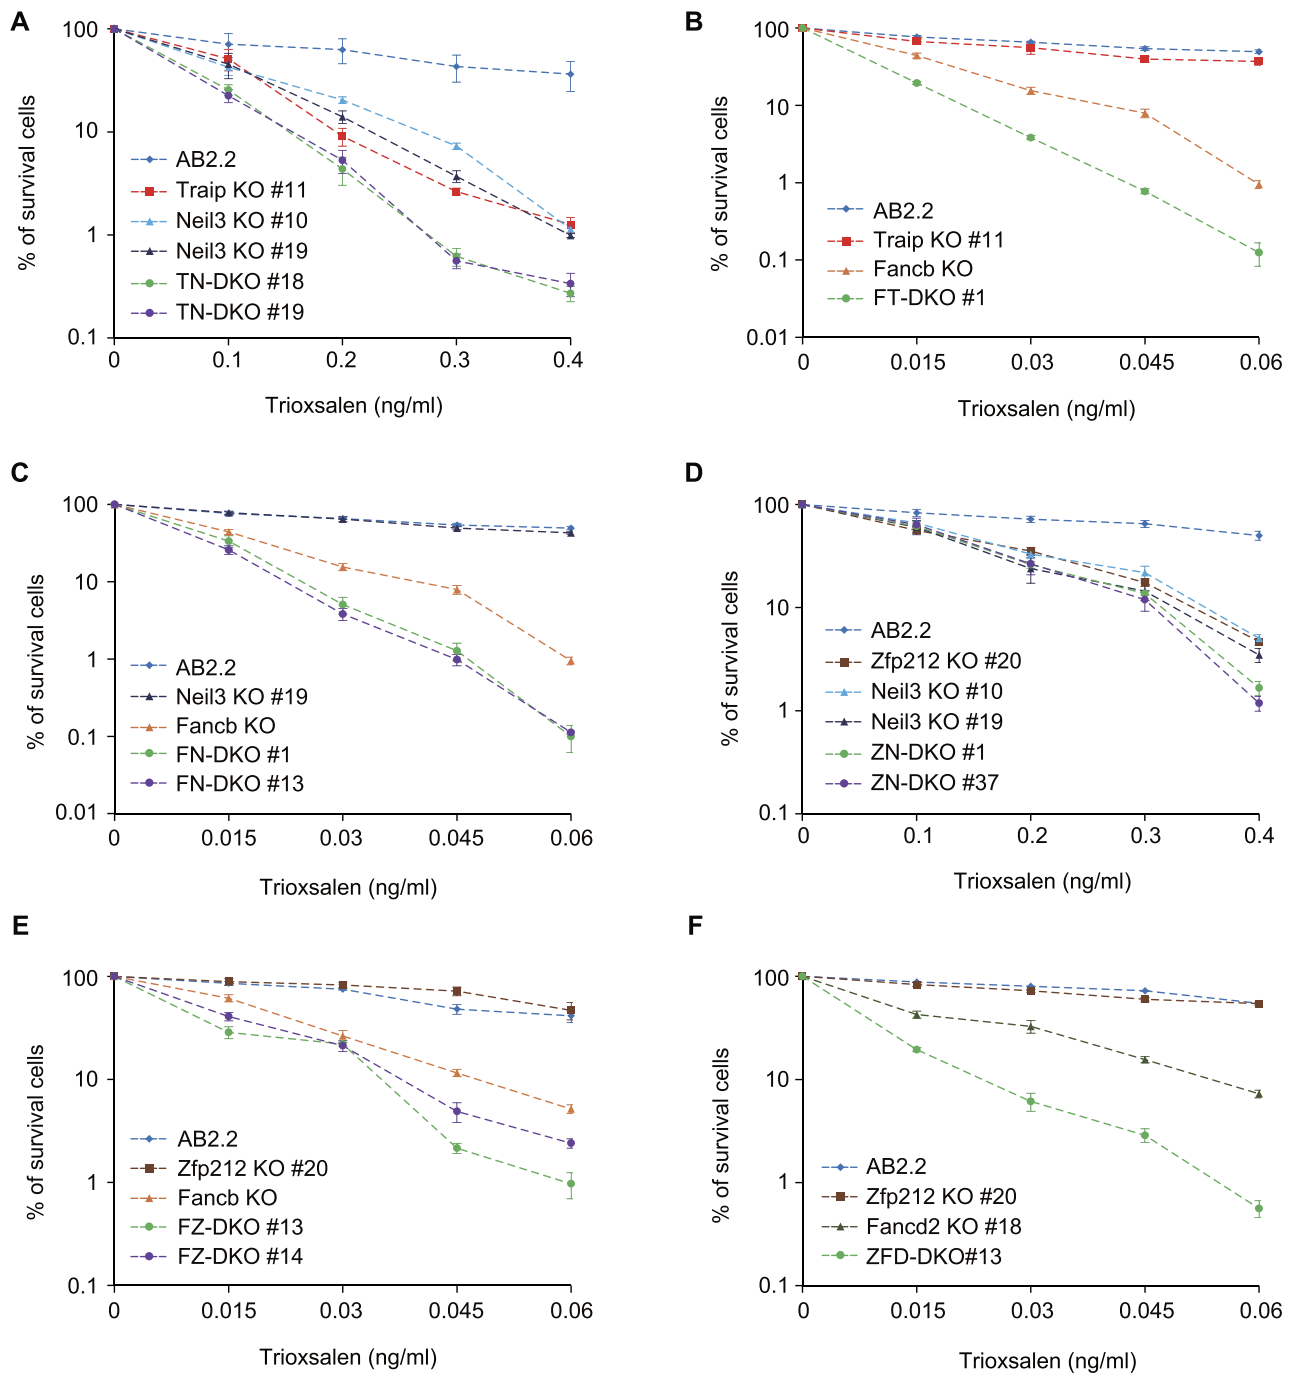 A
% of survival cells
100
10
1
0.1
AB2.2
Traip KO #11
Neil3 KO #10
Neil3 KO #19
TN-DKO #18
TN-DKO #19
0 0.1 0.2 0.3 0.4
Trioxsalen (ng/ml)
B
% of survival cells
100
10
1
0.1
0.01
AB2.2
Traip KO #11
Fancb KO
FT-DKO #1
0 0.015 0.03 0.045 0.06
Trioxsalen (ng/ml)
C
% of survival cells
100
10
1
0.1
0.01
AB2.2
Neil3 KO #19
Fancb KO
FN-DKO #1
FN-DKO #13
0 0.015 0.03 0.045 0.06
Trioxsalen (ng/ml)
D
% of survival cells
100
10
1
0.1
AB2.2
Zfp212 KO #20
Neil3 KO #10
Neil3 KO #19
ZN-DKO #1
ZN-DKO #37
0 0.1 0.2 0.3 0.4
Trioxsalen (ng/ml)
E
% of survival cells
100
10
1
0.1
AB2.2
Zfp212 KO #20
Fancb KO
FZ-DKO #13
FZ-DKO #14
0 0.015 0.03 0.045 0.06
Trioxsalen (ng/ml)
F
% of survival cells
100
10
1
0.1
AB2.2
Zfp212 KO #20
Fancd2 KO #18
ZFD-DKO#13
0 0.015 0.03 0.045 0.06
Trioxsalen (ng/ml)